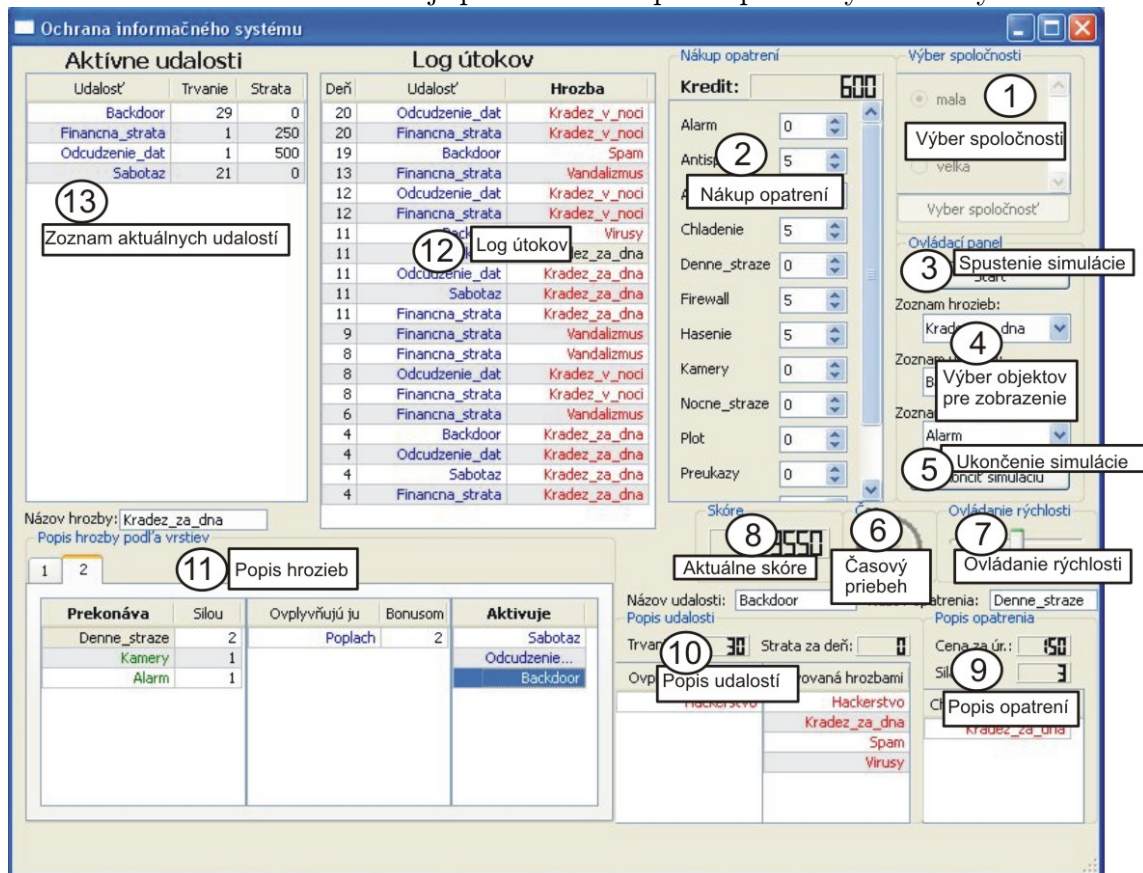 Ochrana informačného systému
Aktívne udalosti
Udalosť Trvanie Strata
Backdoor 29 0
Financna_strata 1 250
Odcudzenie_dat 1 500
Sabotaz 21 0
13
Zoznam aktuálnych udalostí
Log útokov
Deň Udalosť Hrozba
20 Odcudzenie_dat Kradez_v_noci
20 Financna_strata Kradez_v_noci
19 Backdoor Spam
13 Financna_strata Vandalizmus
12 Odcudzenie_dat Kradez_v_noci
12 Financna_strata Kradez_v_noci
11 Virusy
11
12
Log útokov
11 Odcudzenie_dat Kradez_za_dna
11 Sabotaz Kradez_za_dna
11 Financna_strata Kradez_za_dna
9 Financna_strata Vandalizmus
8 Financna_strata Vandalizmus
8 Odcudzenie_dat Kradez_v_noci
8 Financna_strata Kradez_v_noci
6 Financna_strata Vandalizmus
4 Backdoor Kradez_za_dna
4 Odcudzenie_dat Kradez_za_dna
4 Sabotaz Kradez_za_dna
4 Financna_strata Kradez_za_dna
Nákup opatrení
Kredit: 600
Alarm 0
5
2
Nákup opatrení
Chladenie 5
Denne_straze 0
Firewall 5
Hasenie 5
Kamery 0
Nocne_straze 0
Plot 0
Preukazy 0
Výber spoločnosti
mala
1
Výber spoločnosti
velka
Vyber spoločnosť
Ovládací panel
3
Spustenie simulácie
Zoznam hrozieb:
4
Výber objektov
pre zobrazenie
Alarm
5
Ukončenie simulácie
Skóre
8
Aktuálne skóre
6
Časový
priebeh
Ovládanie rýchlosti
7
Ovládanie rýchlosti
Názov hrozby: Kradez_za_dna
Popis hrozby podľa vrstiev
1 2
11
Popis hrozieb
Prekonáva Silou
Denne_straze 2
Kamery 1
Alarm 1
Ovplyvňujú ju Bonusom
Poplach 2
Aktivuje
Sabotaz
Odcudzenie...
Backdoor
Názov udalosti: Backdoor
Popis udalosti
30 Strata za deň: 0
10
Popis udalostí
Hackerstvo
Hackerstvo
Kradez_za_dna
Spam
Virusy
Denne_straze
Popis opatrenia
Cena za úr.: 150
3
9
Popis opatrení
Kradez_za_dna